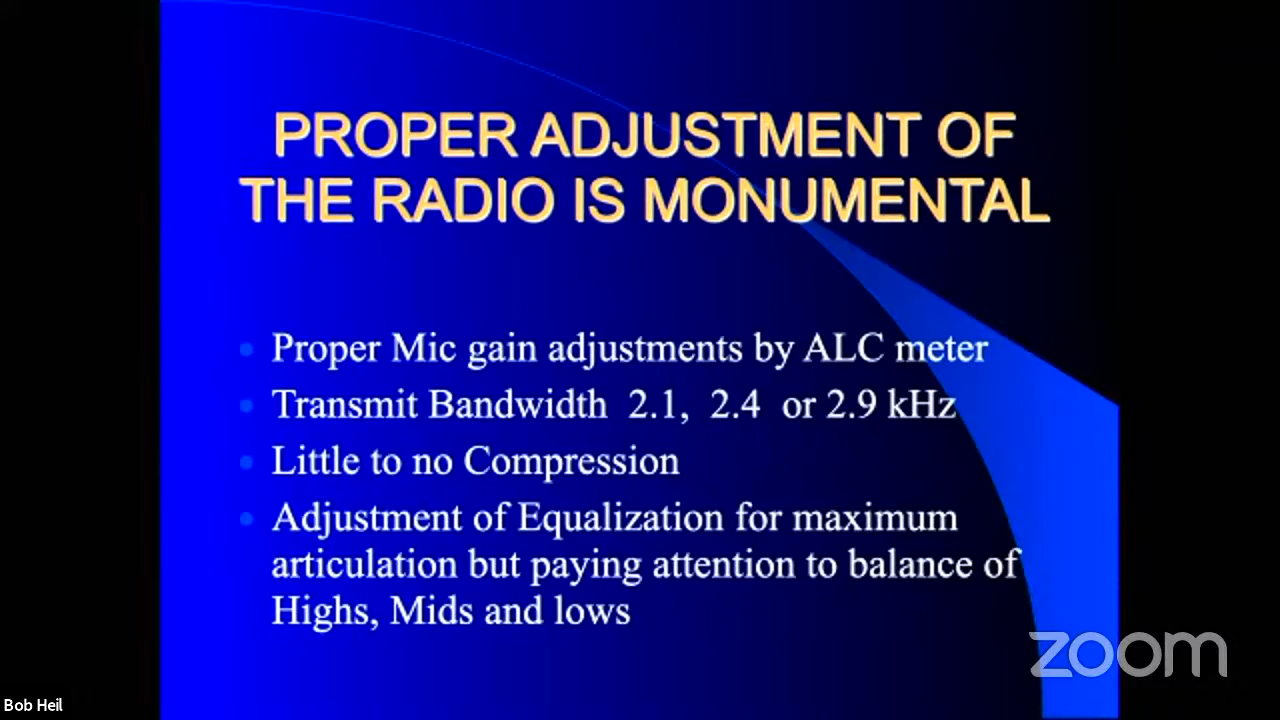 PROPER ADJUSTMENT OF
THE RADIO IS MONUMENTAL
Proper Mic gain adjustments by ALC meter
Transmit Bandwidth 2.1, 2.4 or 2.9 kHz
Little to no Compression
Adjustment of Equalization for maximum
articulation but paying attention to balance of
Highs, Mids and lows
zoom
Bob Heil